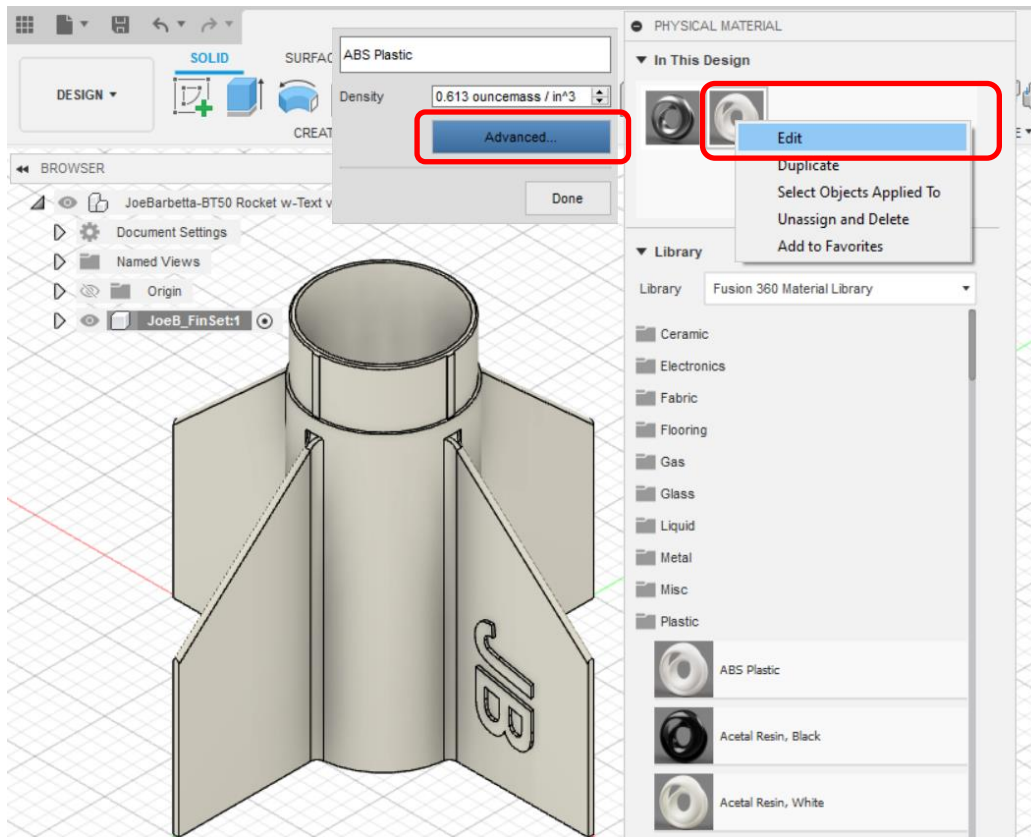 SOLID
SURFAC
DESIGN
CREAT
BROWSER
JoeBarbetta-BT50 Rocket w-Text v
Document Settings
Named Views
Origin
JoeB_FinSet:1
JB
ABS Plastic
Density 0.613 ouncemass / in^3
Advanced...
Done
PHYSICAL MATERIAL
In This Design
E
Edit
Duplicate
Select Objects Applied To
Unassign and Delete
Add to Favorites
Library
Library Fusion 360 Material Library
Ceramic
Electronics
Fabric
Flooring
Gas
Glass
Liquid
Metal
Misc
Plastic
ABS Plastic
Acetal Resin, Black
Acetal Resin, White